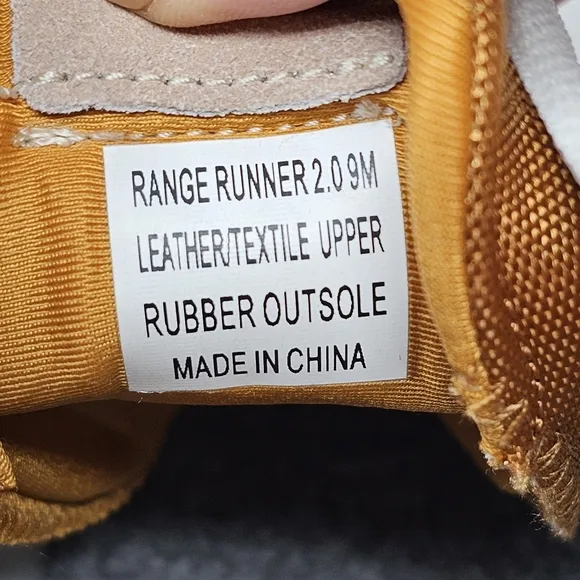 RANGE RUNNER 2.0 9M
LEATHER/TEXTILE UPPER
RUBBER OUTSOLE
MADE IN CHINA